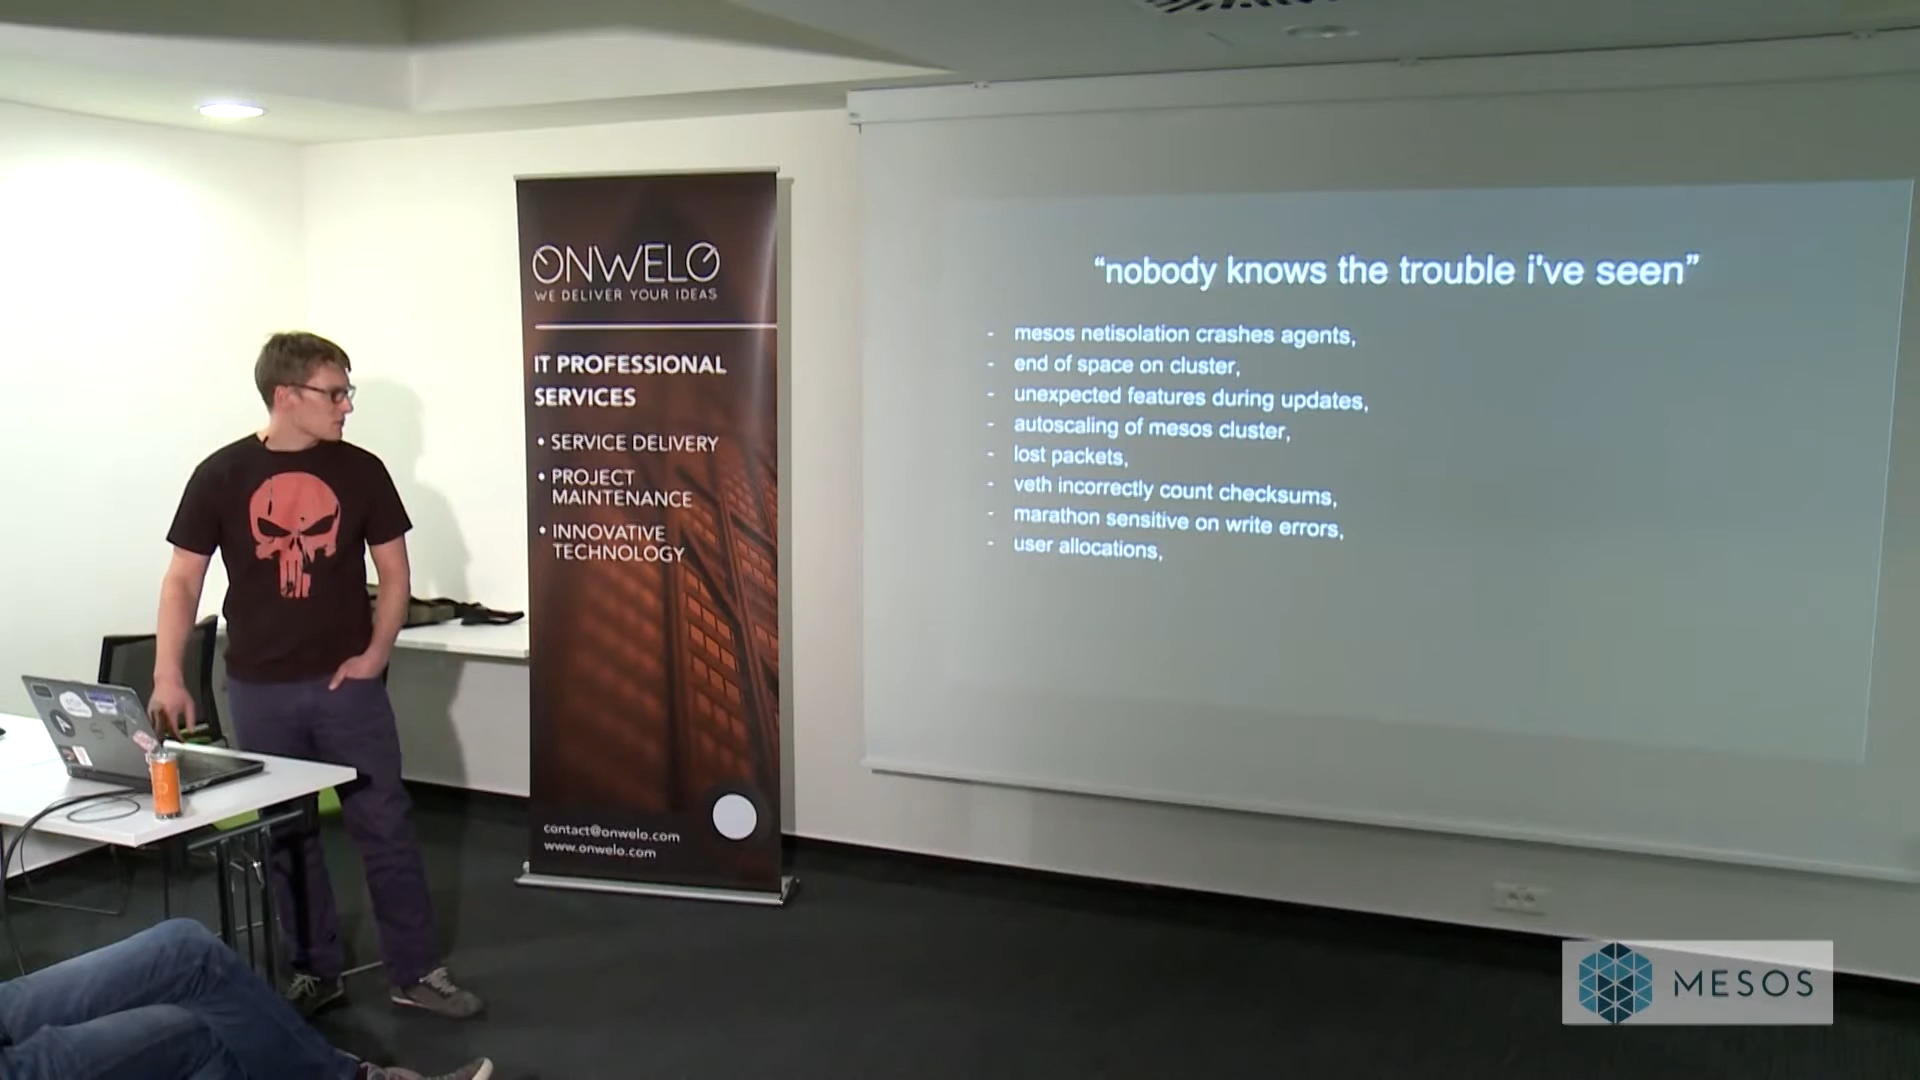 ONWELO
WE DELIVER YOUR IDEAS
IT PROFESSIONAL
SERVICES
• SERVICE DELIVERY
• PROJECT
MAINTENANCE
• INNOVATIVE
TECHNOLOGY
contact@onwelo.com
www.onwelo.com
“nobody knows the trouble i've seen”
- mesos netisolation crashes agents,
- end of space on cluster,
- unexpected features during updates,
- autoscaling of mesos cluster,
- lost packets,
- veth incorrectly count checksums,
- marathon sensitive on write errors,
- user allocations,
MESOS